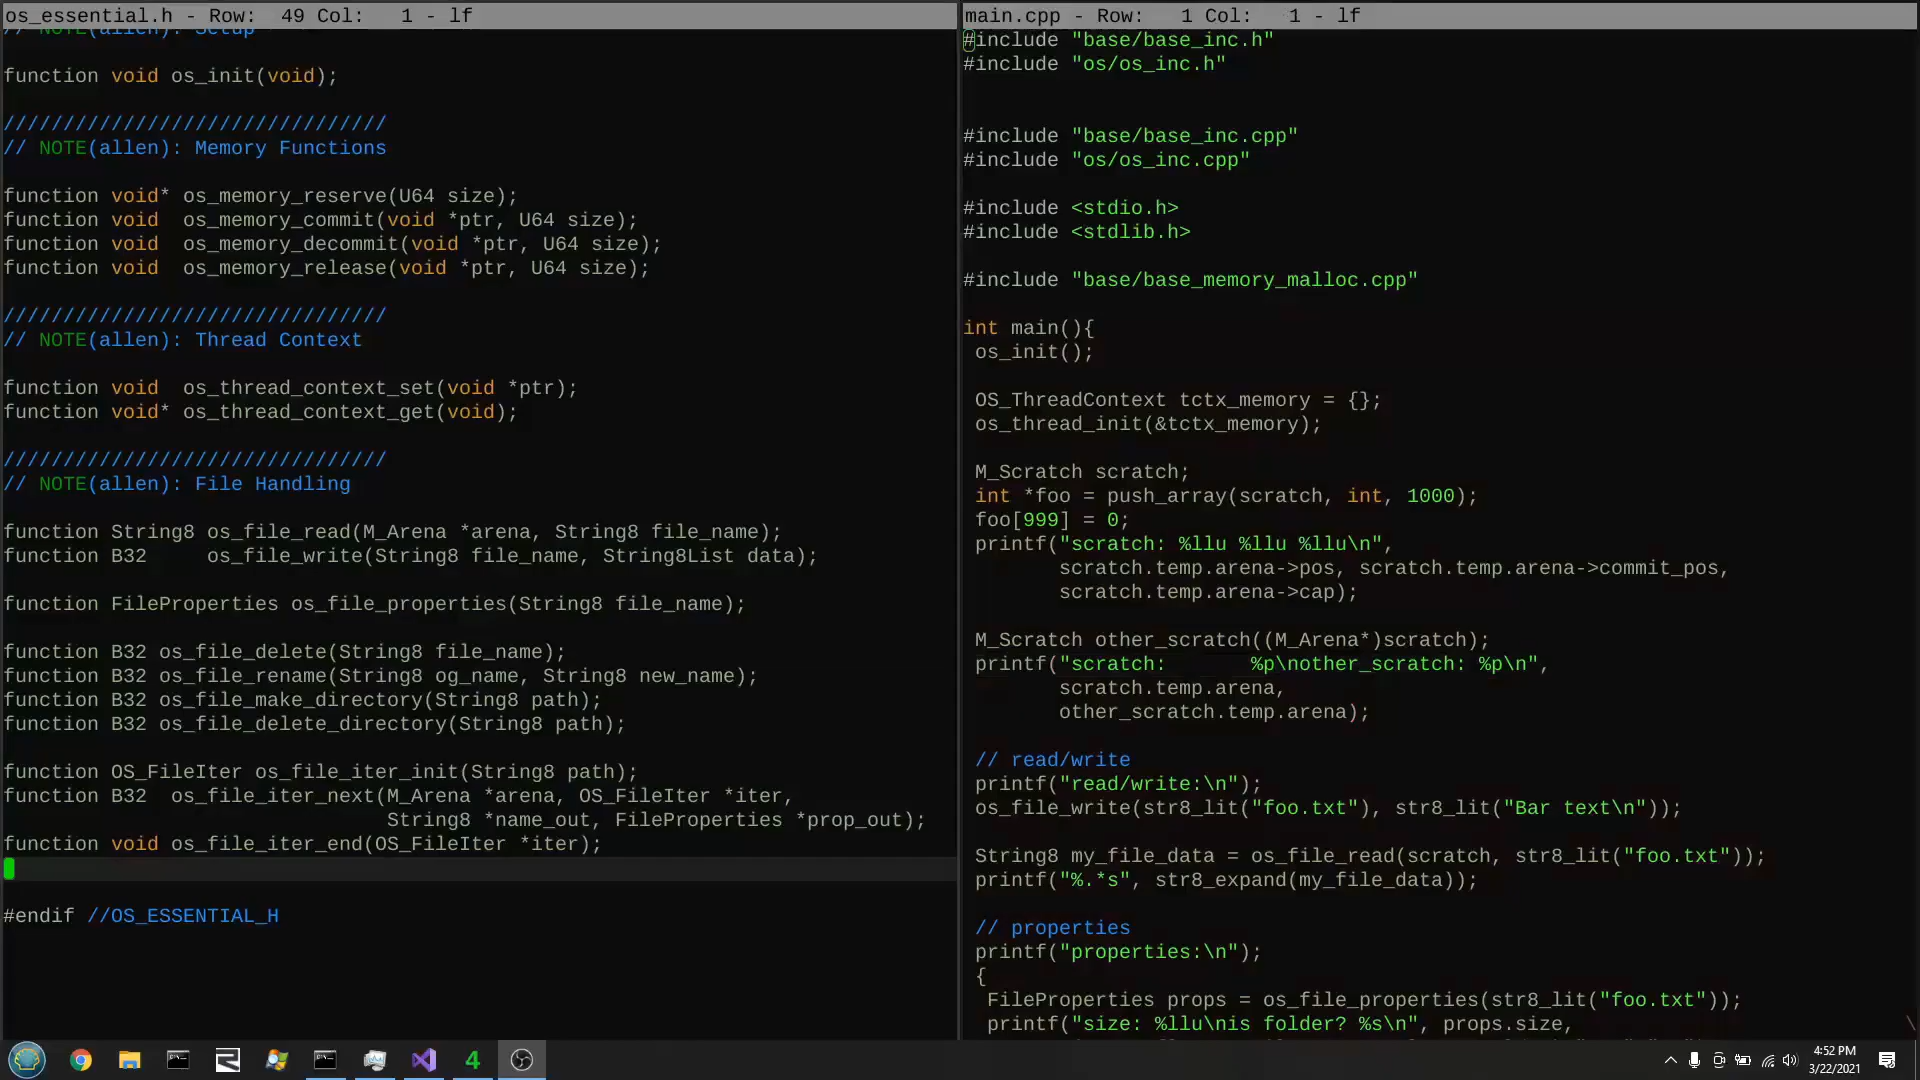 os_essential.h - Row:  49 Col:   1 - lf
// NOTE(allen): Setup
function void os_init(void);
////////////////////////////////
// NOTE(allen): Memory Functions
function void* os_memory_reserve(U64 size);
function void  os_memory_commit(void *ptr, U64 size);
function void  os_memory_decommit(void *ptr, U64 size);
function void  os_memory_release(void *ptr, U64 size);
////////////////////////////////
// NOTE(allen): Thread Context
function void  os_thread_context_set(void *ptr);
function void* os_thread_context_get(void);
////////////////////////////////
// NOTE(allen): File Handling
function String8 os_file_read(M_Arena *arena, String8 file_name);
function B32     os_file_write(String8 file_name, String8List data);
function FileProperties os_file_properties(String8 file_name);
function B32 os_file_delete(String8 file_name);
function B32 os_file_rename(String8 og_name, String8 new_name);
function B32 os_file_make_directory(String8 path);
function B32 os_file_delete_directory(String8 path);
function OS_FileIter os_file_iter_init(String8 path);
function B32  os_file_iter_next(M_Arena *arena, OS_FileIter *iter,
String8 *name_out, FileProperties *prop_out);
function void os_file_iter_end(OS_FileIter *iter);
#endif //OS_ESSENTIAL_H
main.cpp - Row:   1 Col:   1 - lf
#include "base/base_inc.h"
#include "os/os_inc.h"
#include "base/base_inc.cpp"
#include "os/os_inc.cpp"
#include <stdio.h>
#include <stdlib.h>
#include "base/base_memory_malloc.cpp"
int main(){
os_init();
OS_ThreadContext tctx_memory = {};
os_thread_init(&tctx_memory);
M_Scratch scratch;
int *foo = push_array(scratch, int, 1000);
foo[999] = 0;
printf("scratch: %llu %llu %llu\n",
scratch.temp.arena->pos, scratch.temp.arena->commit_pos,
scratch.temp.arena->cap);
M_Scratch other_scratch((M_Arena*)scratch);
printf("scratch:       %p\nother_scratch: %p\n",
scratch.temp.arena,
other_scratch.temp.arena);
// read/write
printf("read/write:\n");
os_file_write(str8_lit("foo.txt"), str8_lit("Bar text\n"));
String8 my_file_data = os_file_read(scratch, str8_lit("foo.txt"));
printf("%.*s", str8_expand(my_file_data));
// properties
printf("properties:\n");
{
FileProperties props = os_file_properties(str8_lit("foo.txt"));
printf("size: %llu\nis folder? %s\n", props.size,
\
4
4:52 PM
3/22/2021